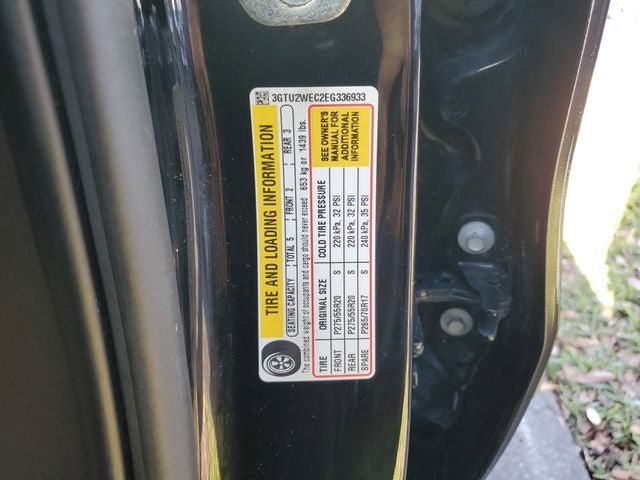 3GTU2WEC2EG336933
TIRE AND LOADING INFORMATION
SEATING CAPACITY TOTAL 5 FRONT 2 REAR 3
The combined weight of occupants and cargo should never exceed 653 kg or 1439 lbs.
TIRE ORIGINAL SIZE COLD TIRE PRESSURE
FRONT P275/55R20 S 220 kPa, 32 PSI
REAR P275/55R20 S 220 kPa, 32 PSI
SPARE P265/70R17 S 240 kPa, 35 PSI
SEE OWNER'S
MANUAL FOR
ADDITIONAL
INFORMATION